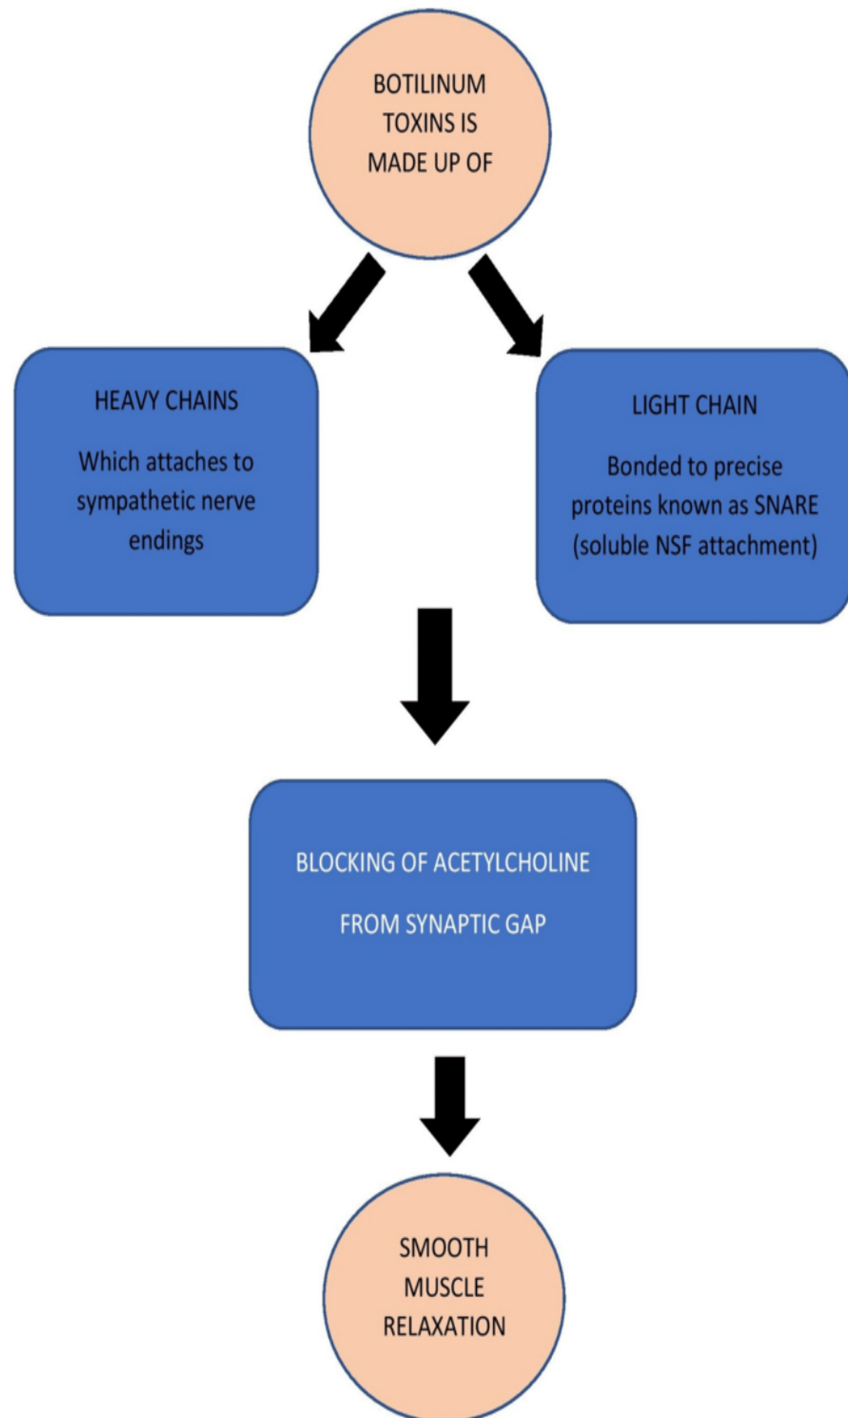 BOTILINUM
TOXINS IS
MADE UP OF
HEAVY CHAINS
Which attaches to
sympathetic nerve
endings
LIGHT CHAIN
Bonded to precise
proteins known as SNARE
(soluble NSF attachment)
BLOCKING OF ACETYLCHOLINE
FROM SYNAPTIC GAP
SMOOTH
MUSCLE
RELAXATION